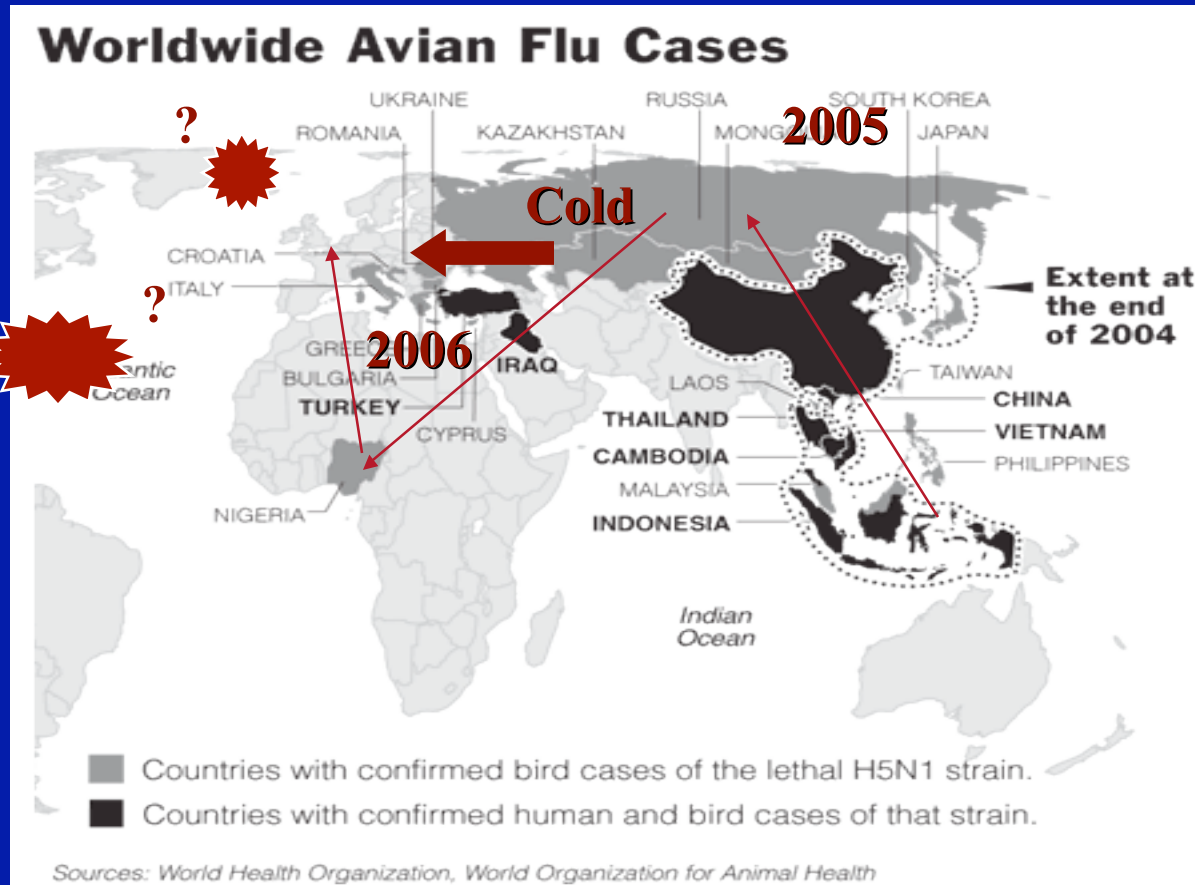 Worldwide Avian Flu Cases
UKRAINE
RUSSIA
SOUTH KOREA
?
ROMANIA
KAZAKHSTAN
2005
JAPAN
Cold
CROATIA
ITALY
?
Extent at
the end
of 2004
2006
BULGARIA
IRAQ
TURKEY
CYPRUS
LAOS
TAIWAN
THAILAND
CHINA
CAMBODIA
VIETNAM
MALAYSIA
PHILIPPINES
INDONESIA
NIGERIA
Ocean
Indian
Ocean
Countries with confirmed bird cases of the lethal H5N1 strain.
Countries with confirmed human and bird cases of that strain.
Sources: World Health Organization, World Organization for Animal Health